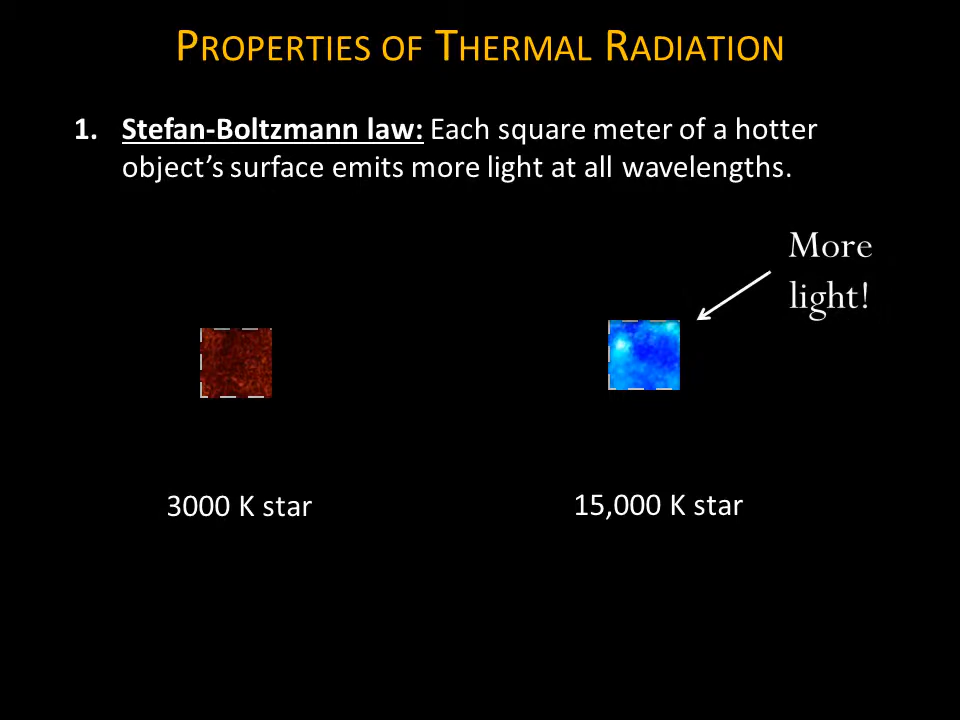 PROPERTIES OF THERMAL RADIATION
1. Stefan-Boltzmann law: Each square meter of a hotter
object’s surface emits more light at all wavelengths.
More
light!
3000 K star
15,000 K star